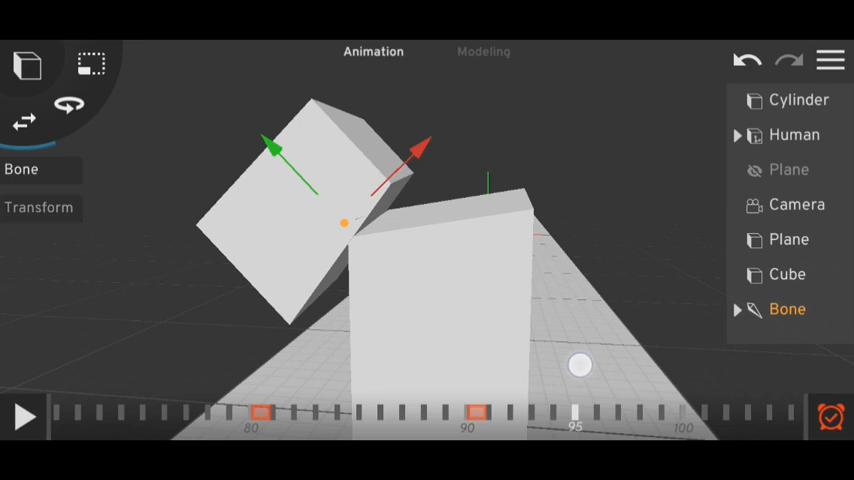 Animation
Modeling
Bone
Transform
Cylinder
Human
Plane
Camera
Plane
Cube
Bone
80
90
95
100